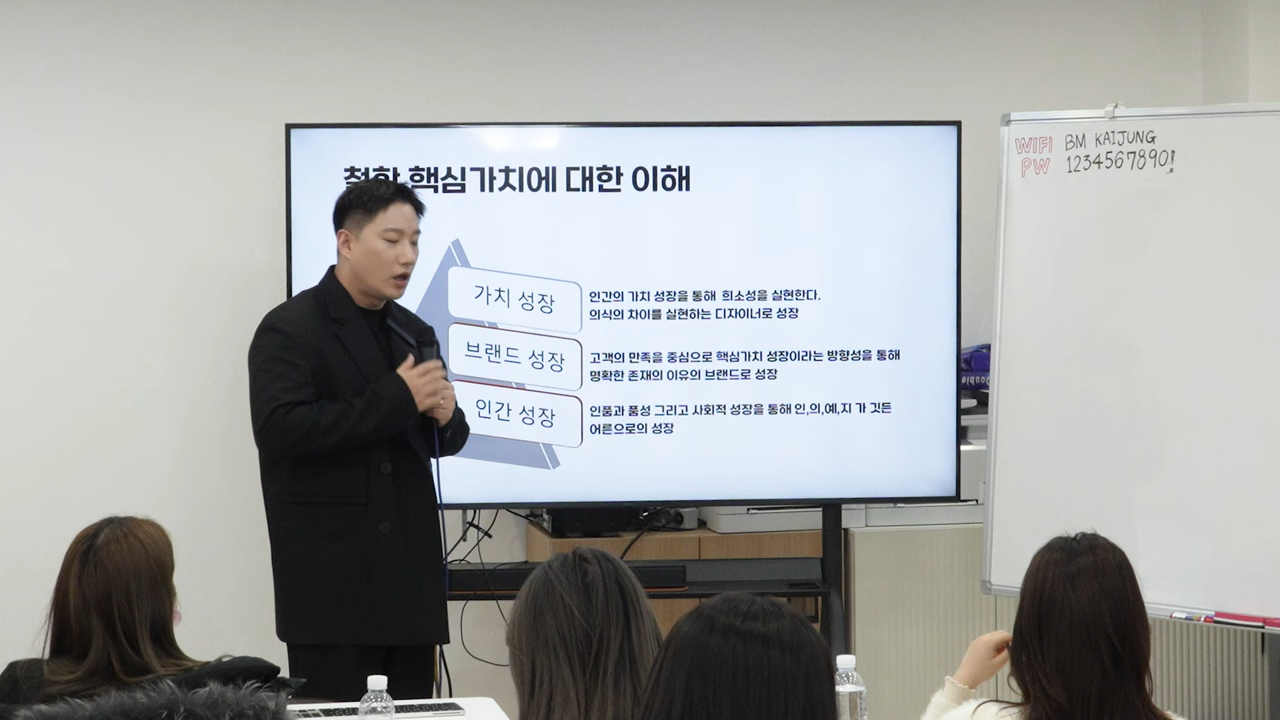 핵심가치에 대한 이해
가치 성장
인간의 가치 성장을 통해 희소성을 실현한다.
의식의 차이를 실현하는 디자이너로 성장
브랜드 성장
고객의 만족을 중심으로 핵심가치 성장이라는 방향성을 통해
명확한 존재의 이유의 브랜드로 성장
인간 성장
인품과 품성 그리고 사회적 성장을 통해 인,의,예,지 가 깃든
어른으로의 성장
WIFI BM KAIJUNG
PW 1234567890!
Double